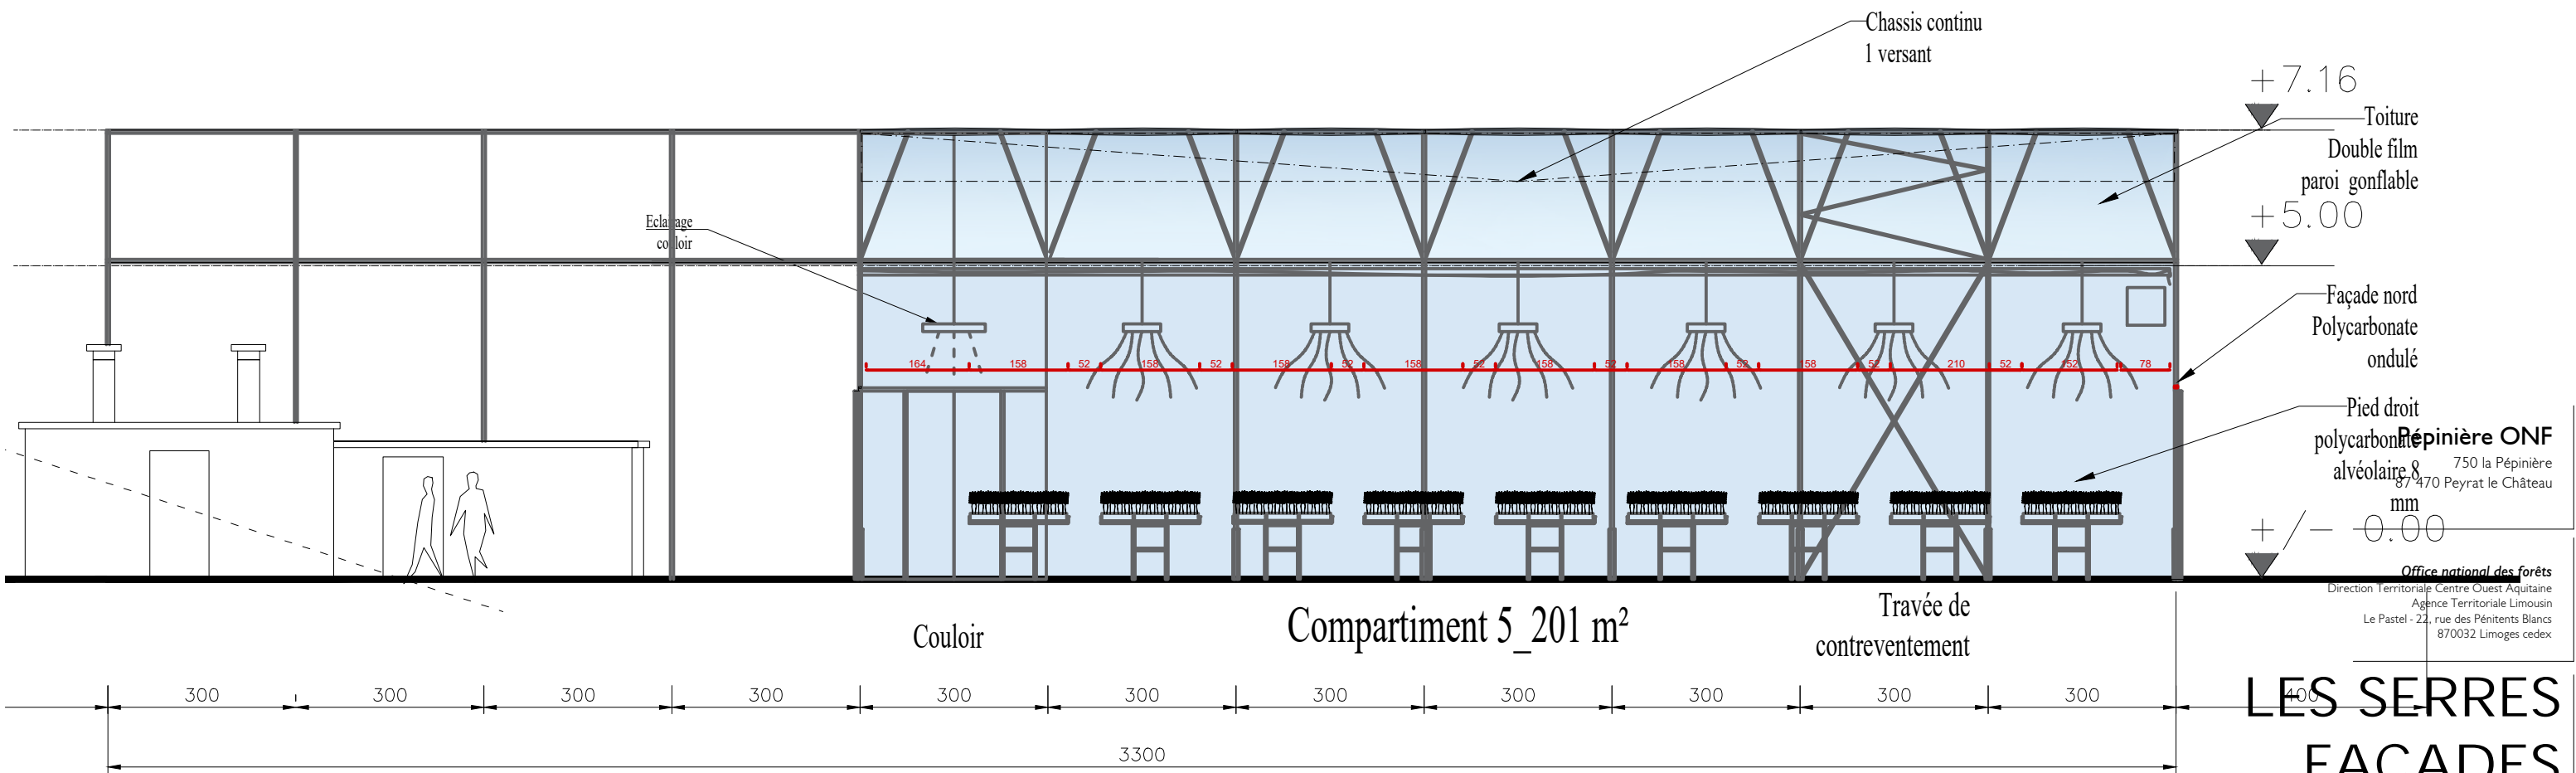 Chassis continu
1 versant
+7.16
Toiture
Double film
paroi gonflable
+5.00
Eclairage
couloir
Façade nord
Polycarbonate
ondulé
164 158 52 158 52 158 52 158 52 158 52 158 52 158 52 210 52 152 78
Pied droit
polycarbonate
alvéolaire 8
mm
Pépinière ONF
750 la Pépinière
87 470 Peyrat le Château
+/- 0.00
Office national des forêts
Direction Territoriale Centre Ouest Aquitaine
Agence Territoriale Limousin
Le Pastel - 22, rue des Pénitents Blancs
870032 Limoges cedex
Couloir
Compartiment 5_201 m²
Travée de
contreventement
300 300 300 300 300 300 300 300 300 300 300 400
3300
LES SERRES
FACADES